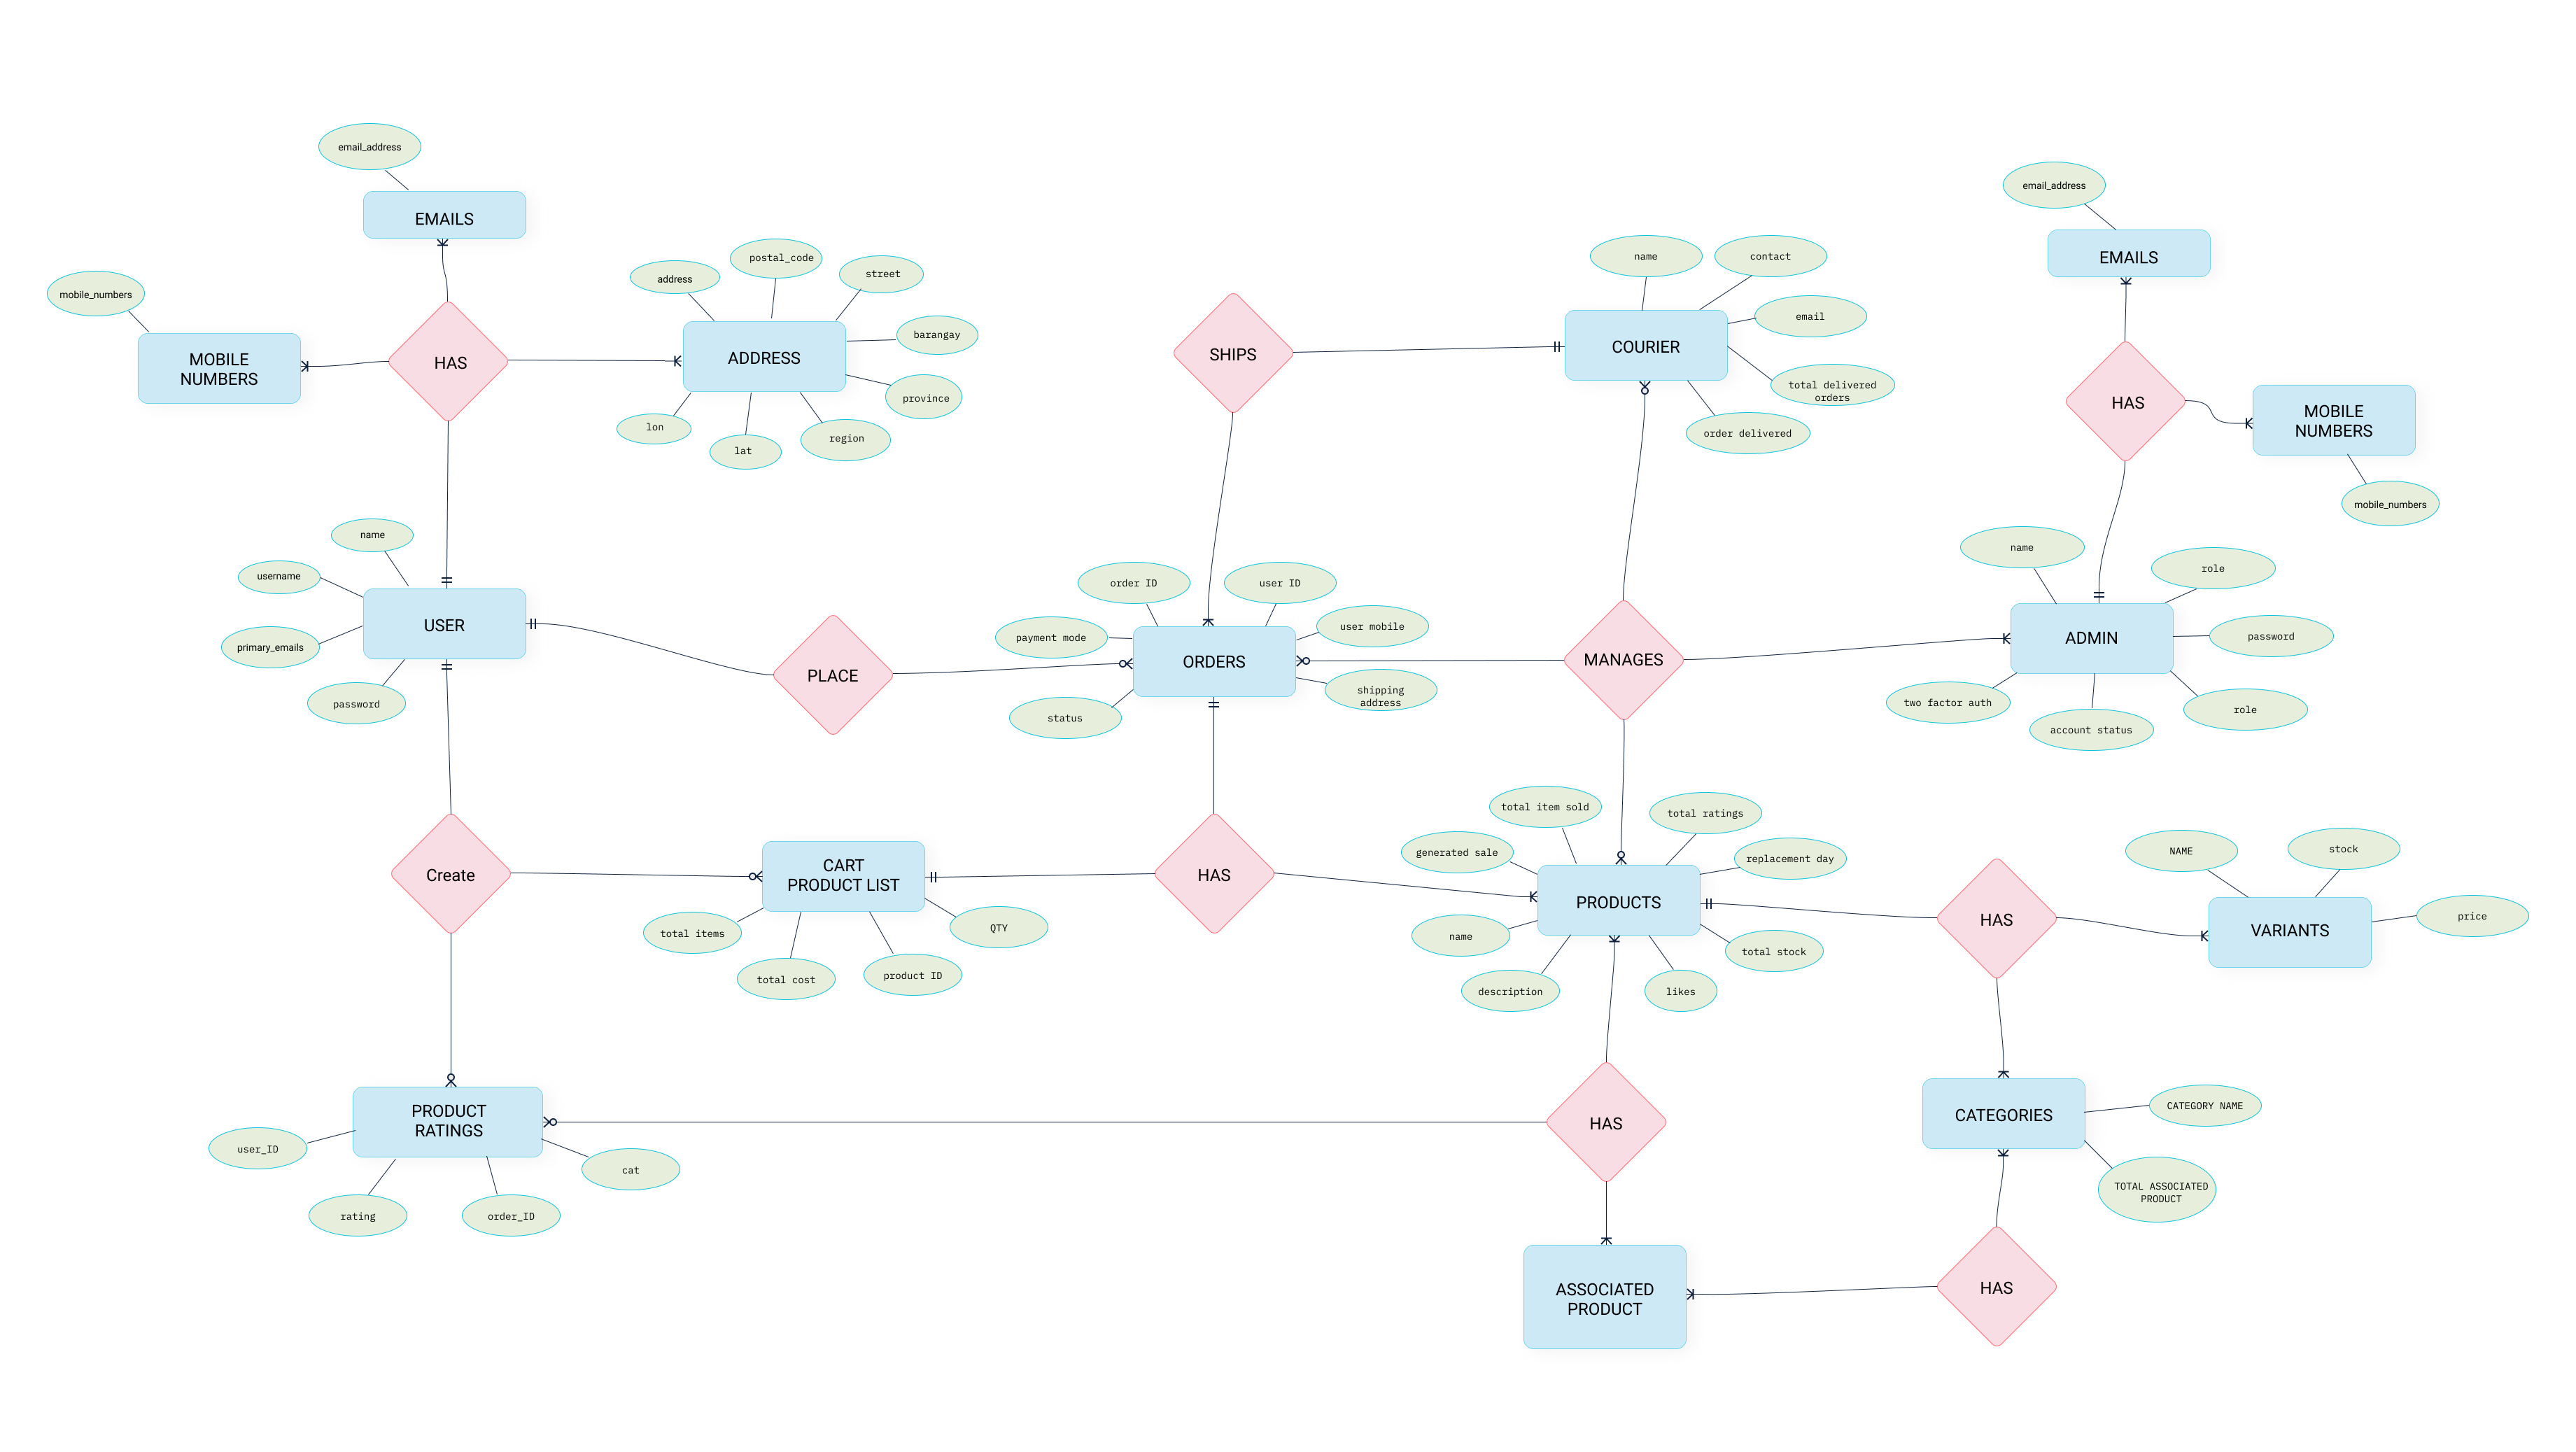 email_address
EMAILS
mobile_numbers
MOBILE
NUMBERS
HAS
address
postal_code
street
barangay
province
region
lat
lon
ADDRESS
name
username
primary_emails
password
USER
PLACE
SHIPS
name
contact
email
total delivered
orders
order delivered
COURIER
email_address
EMAILS
HAS
MOBILE
NUMBERS
mobile_numbers
order ID
user ID
payment mode
user mobile
status
shipping
address
ORDERS
MANAGES
name
role
password
role
account status
two factor auth
ADMIN
Create
CART
PRODUCT LIST
total items
total cost
product ID
QTY
HAS
total item sold
total ratings
generated sale
replacement day
name
description
likes
total stock
PRODUCTS
HAS
NAME
stock
price
VARIANTS
PRODUCT
RATINGS
user_ID
rating
order_ID
cat
HAS
CATEGORIES
CATEGORY NAME
TOTAL ASSOCIATED
PRODUCT
ASSOCIATED
PRODUCT
HAS